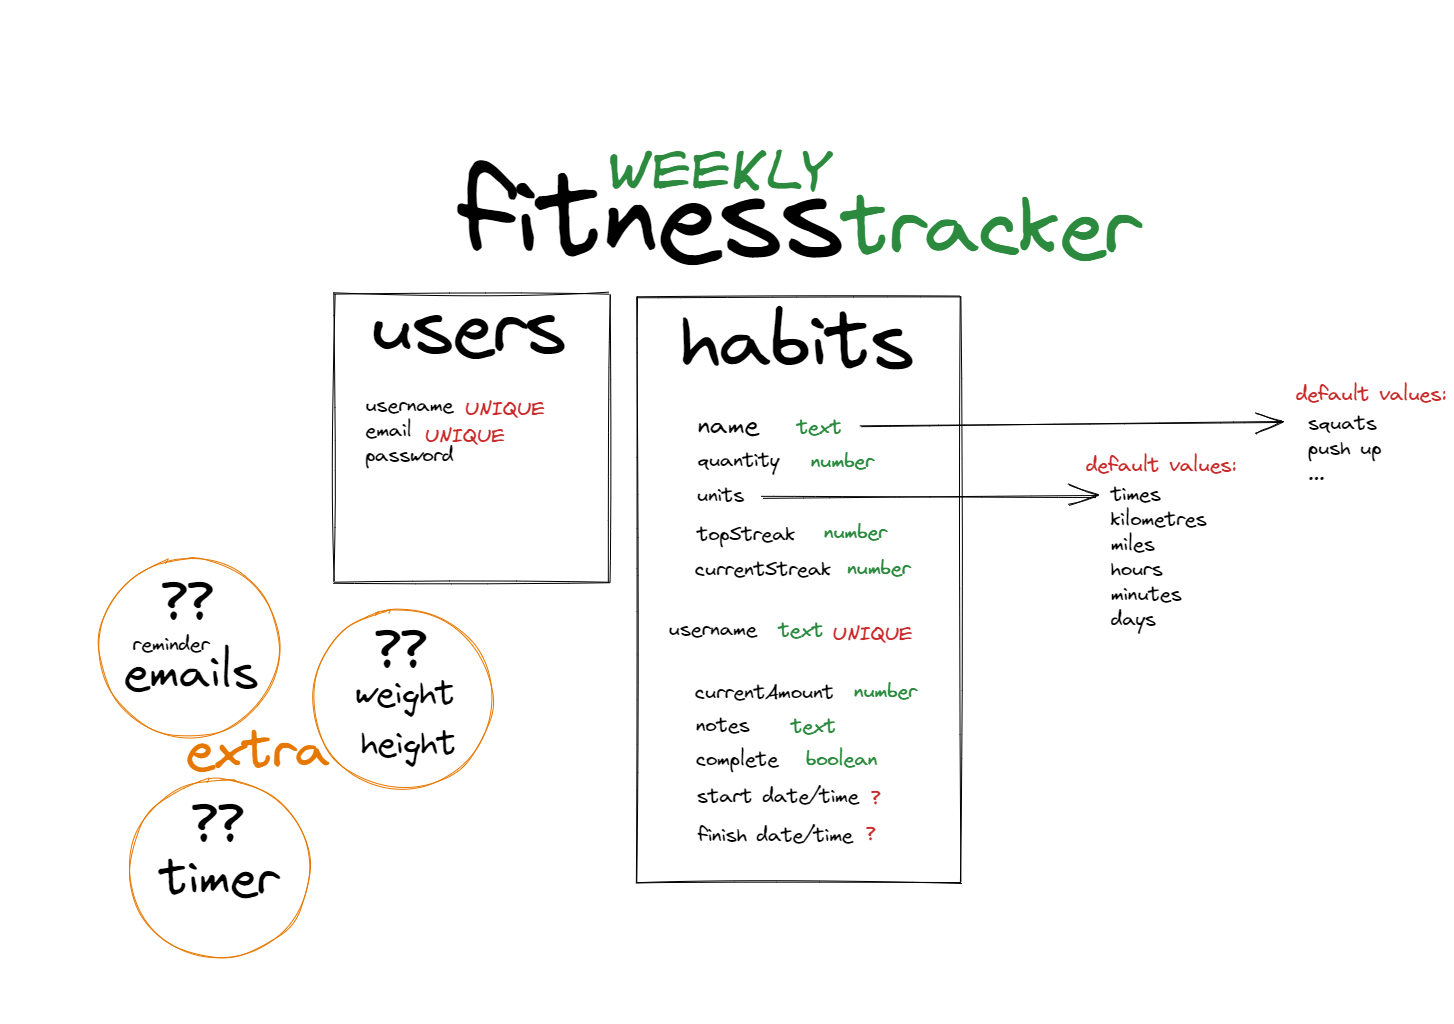 WEEKLY
fitness tracker
users
username UNIQUE
email UNIQUE
password
habits
name text
quantity number
units
topStreak number
currentStreak number
username text UNIQUE
currentAmount number
notes text
complete boolean
start date/time ?
finish date/time ?
default values:
squats
push up
...
default values:
times
kilometres
miles
hours
minutes
days
??
reminder
emails
??
weight
height
extra
??
timer